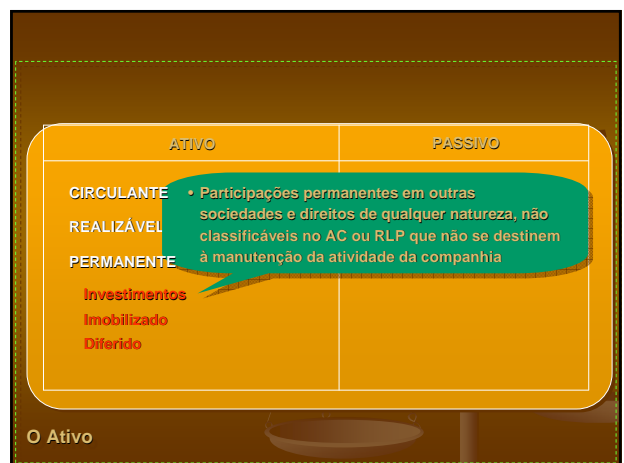 ATIVO
PASSIVO
CIRCULANTE
REALIZÁVEL
PERMANENTE
• Participações permanentes em outras
sociedades e direitos de qualquer natureza, não
classificáveis no AC ou RLP que não se destinem
à manutenção da atividade da companhia
Investimentos
Imobilizado
Diferido
O Ativo